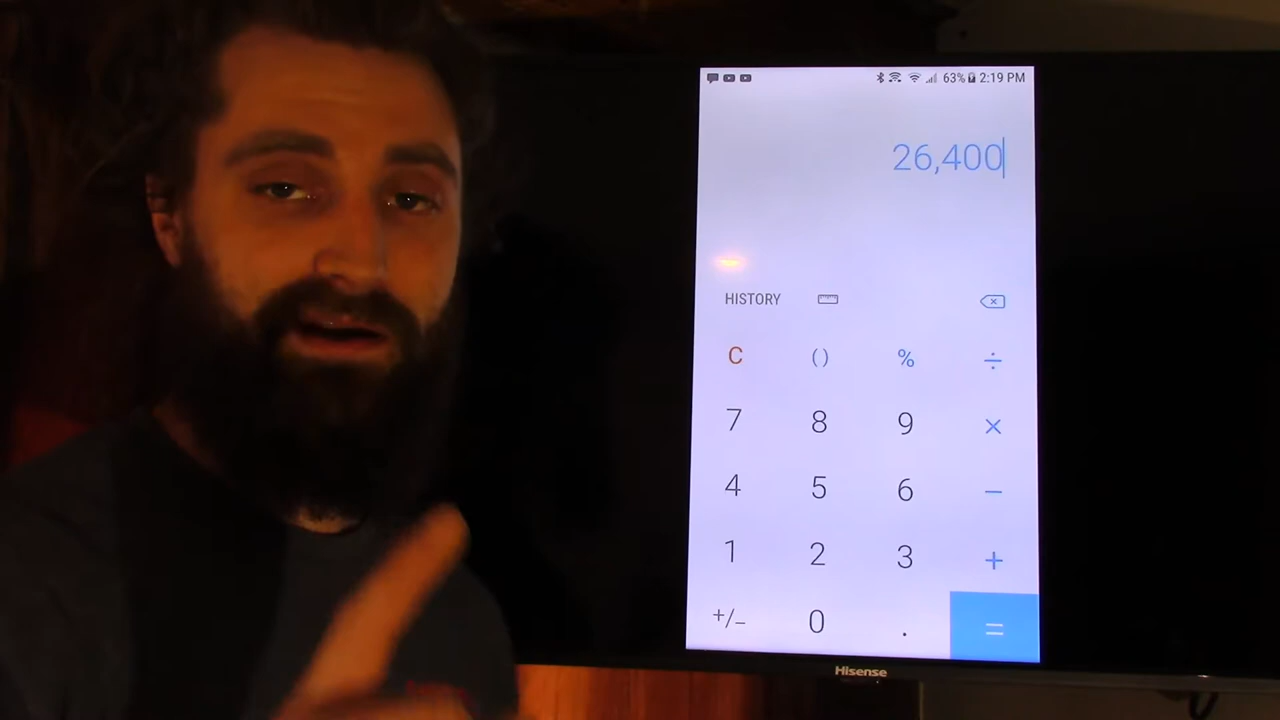 63% 2:19 PM
26,400
HISTORY
C () % ÷
7 8 9 ×
4 5 6 −
1 2 3 +
+/− 0 . =
Hisense